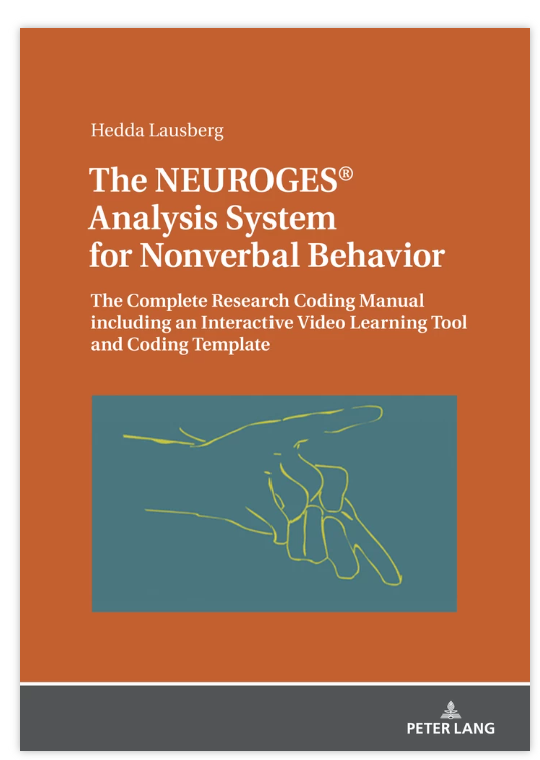 Hedda Lausberg
The NEUROGES®
Analysis System
for Nonverbal Behavior
The Complete Research Coding Manual
including an Interactive Video Learning Tool
and Coding Template
PETER LANG